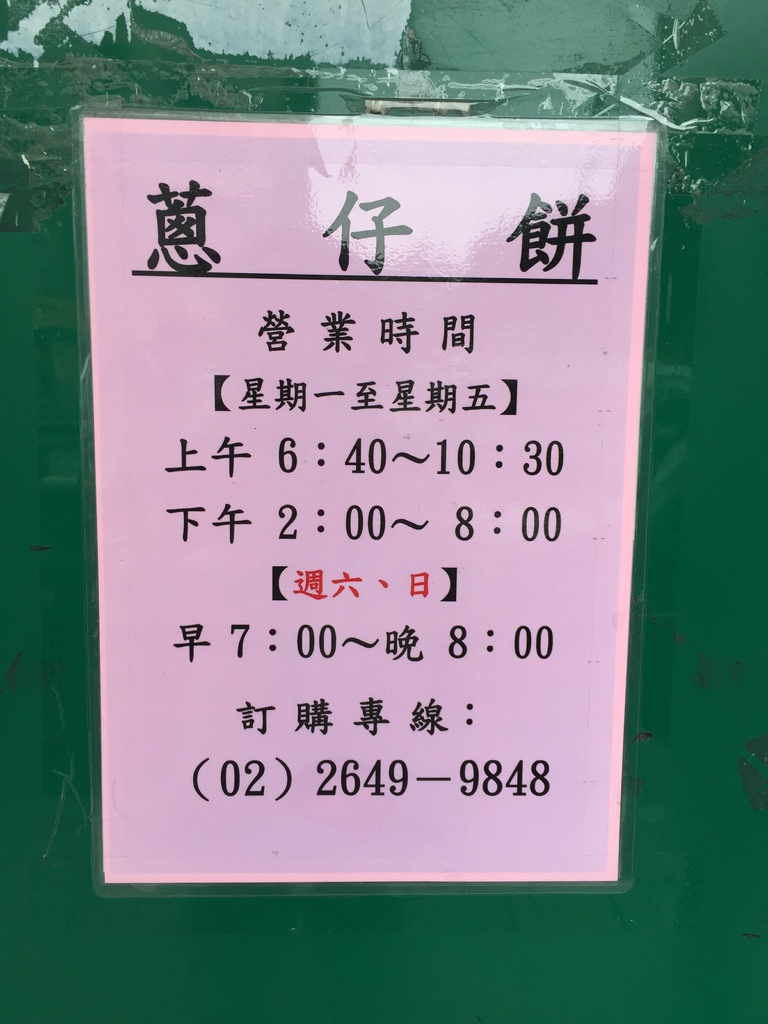 蔥仔餅
營業時間
【星期一至星期五】
上午 6：40～10：30
下午 2：00～ 8：00
【週六、日】
早 7：00～晚 8：00
訂購專線：
（02）2649－9848